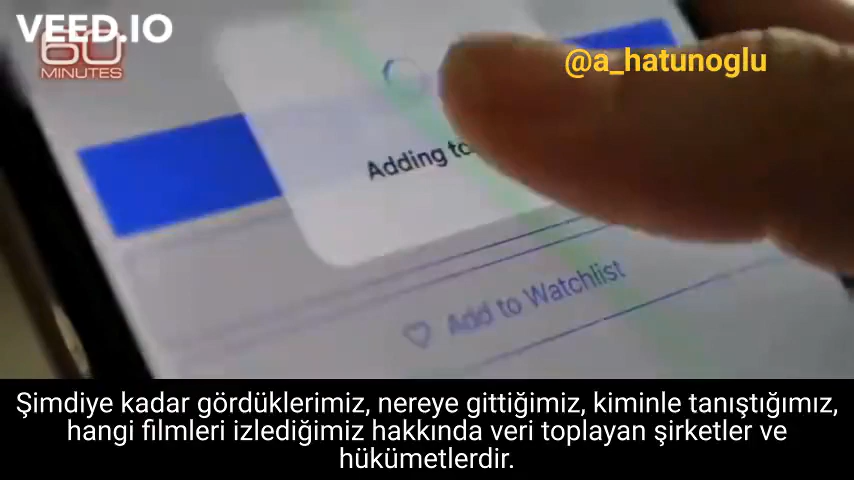 VEED.IO
60
MINUTES
@a_hatunoglu
Adding to
Add to Watchlist
Şimdiye kadar gördüklerimiz, nereye gittiğimiz, kiminle tanıştığımız,
hangi filmleri izlediğimiz hakkında veri toplayan şirketler ve
hükümetlerdir.